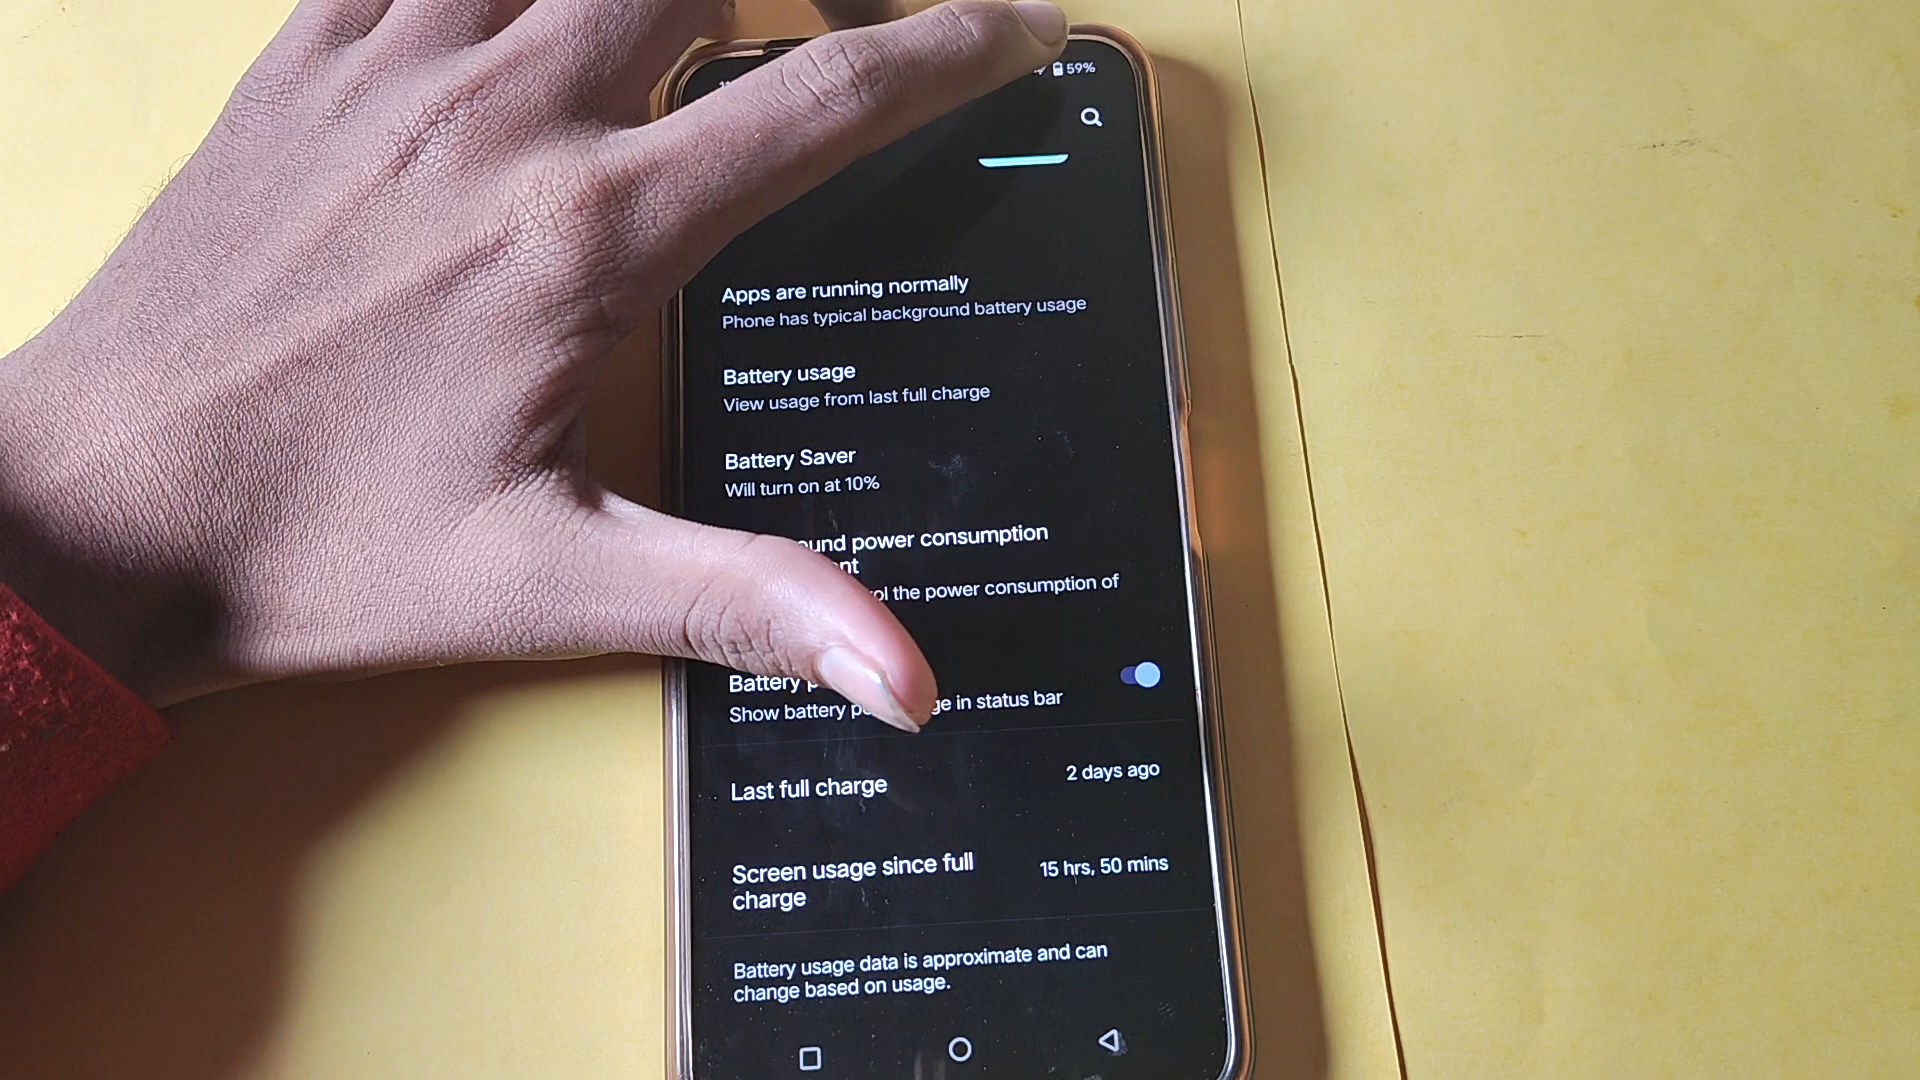 59%
Apps are running normally
Phone has typical background battery usage
Battery usage
View usage from last full charge
Battery Saver
Will turn on at 10%
power consumption
the power consumption of
Battery
Show battery in status bar
Last full charge
2 days ago
Screen usage since full
charge
15 hrs, 50 mins
Battery usage data is approximate and can
change based on usage.